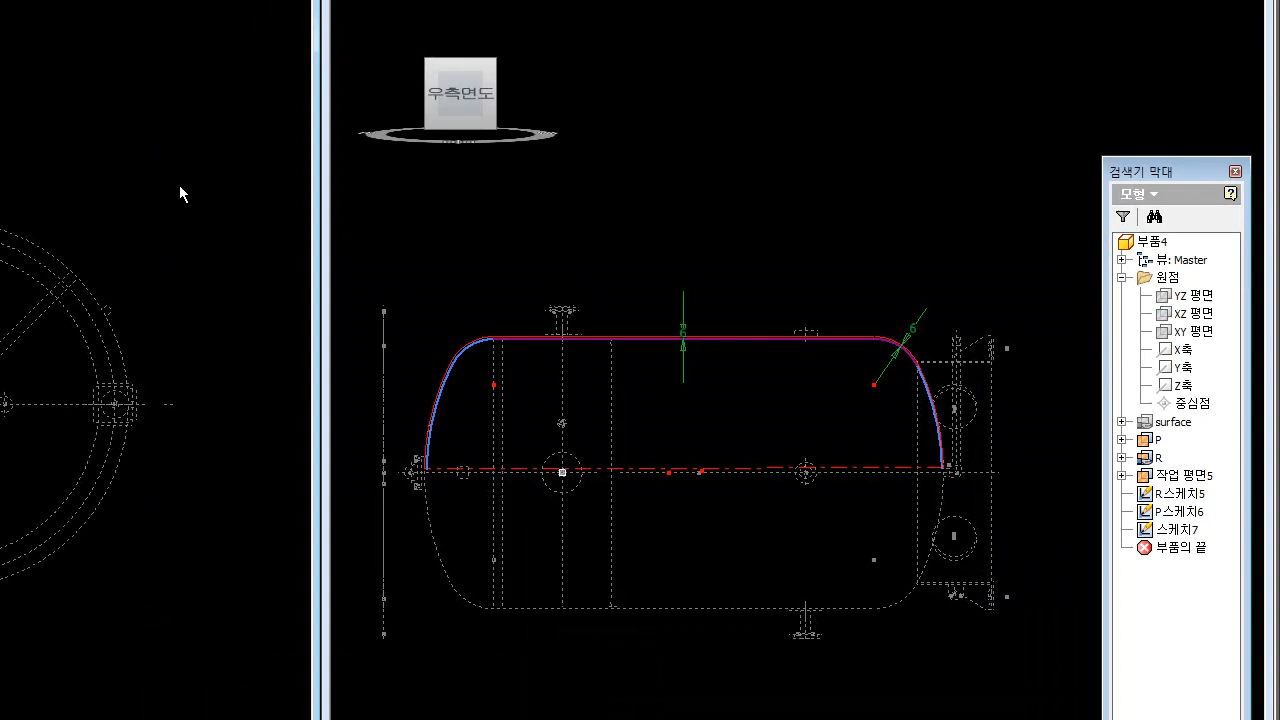 우측면도
6
6
검색기 막대
모형
부품4
뷰: Master
원점
YZ 평면
XZ 평면
XY 평면
X축
Y축
Z축
중심점
surface
P
R
작업 평면5
R스케치5
P스케치6
스케치7
부품의 끝